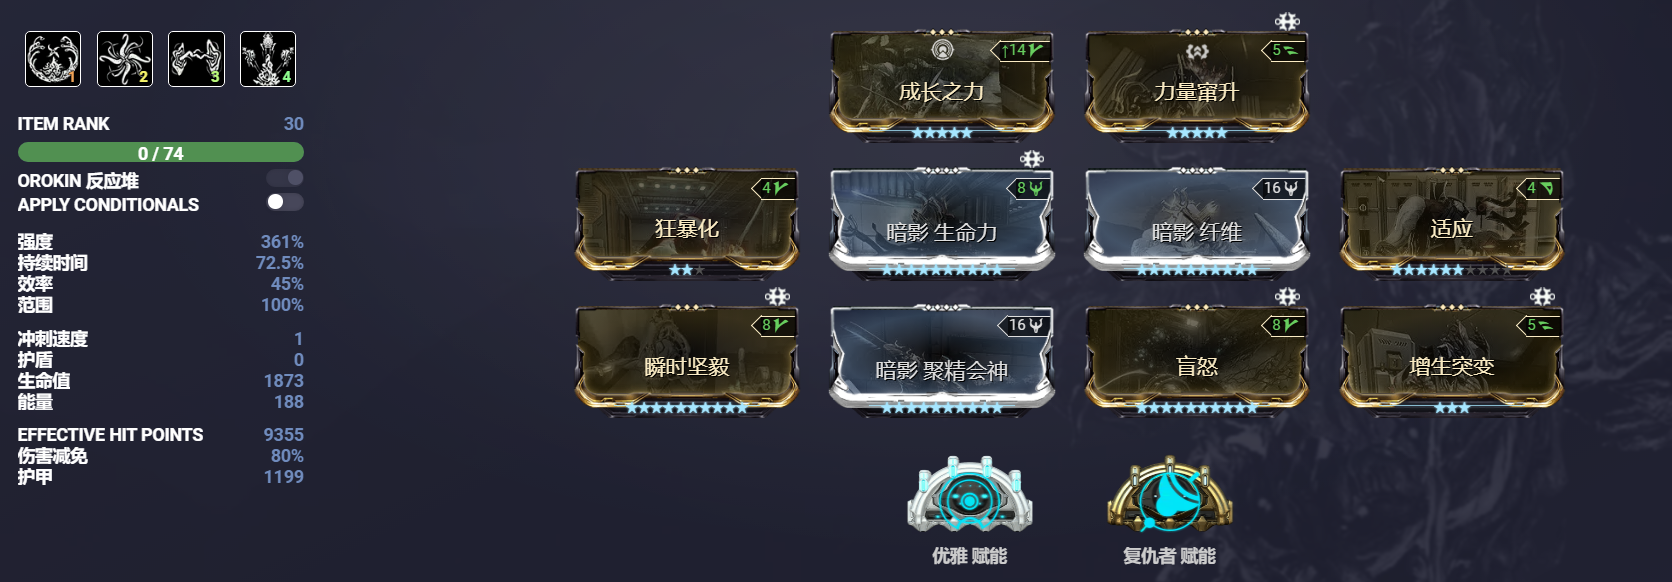 1 2 3 4
ITEM RANK 30
0 / 74
OROKIN 反应堆
APPLY CONDITIONALS
强度 361%
持续时间 72.5%
效率 45%
范围 100%
冲刺速度 1
护盾 0
生命值 1873
能量 188
EFFECTIVE HIT POINTS 9355
伤害减免 80%
护甲 1199
↑14 5
成长之力 力量窜升
4 8 16 4
狂暴化 暗影 生命力 暗影 纤维 适应
8 16 8 5
瞬时坚毅 暗影 聚精会神 盲怒 增生突变
优雅 赋能 复仇者 赋能